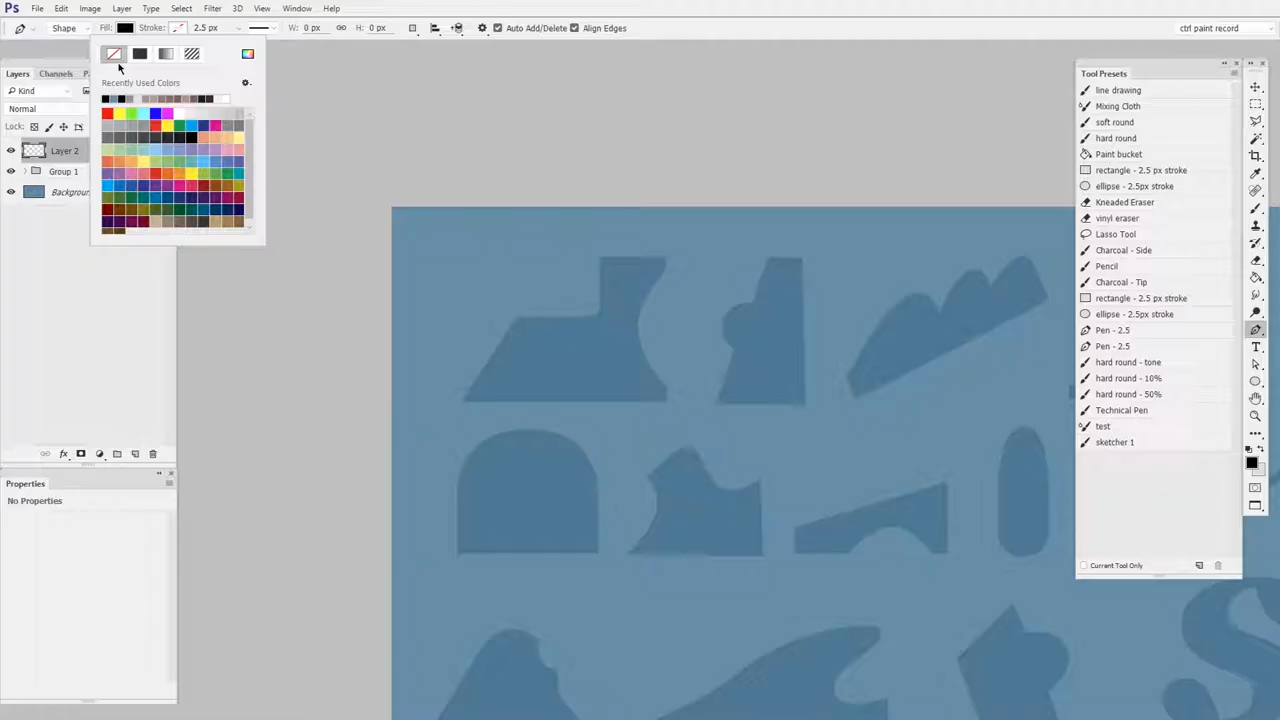 Ps File Edit Image Layer Type Select Filter 3D View Window Help
Shape Fill: Stroke: 2.5 px W: 0 px H: 0 px Auto Add/Delete Align Edges ctrl paint record
Layers Channels
Kind
Normal
Lock:
Layer 2
Group 1
Backgroun
Recently Used Colors
Properties
No Properties
Tool Presets
line drawing
Mixing Cloth
soft round
hard round
Paint bucket
rectangle - 2.5px stroke
ellipse - 2.5px stroke
Kneaded Eraser
vinyl eraser
Lasso Tool
Charcoal - Side
Pencil
Charcoal - Tip
rectangle - 2.5 px stroke
ellipse - 2.5px stroke
Pen - 2.5
Pen - 2.5
hard round - tone
hard round - 10%
hard round - 50%
Technical Pen
test
sketcher 1
Current Tool Only